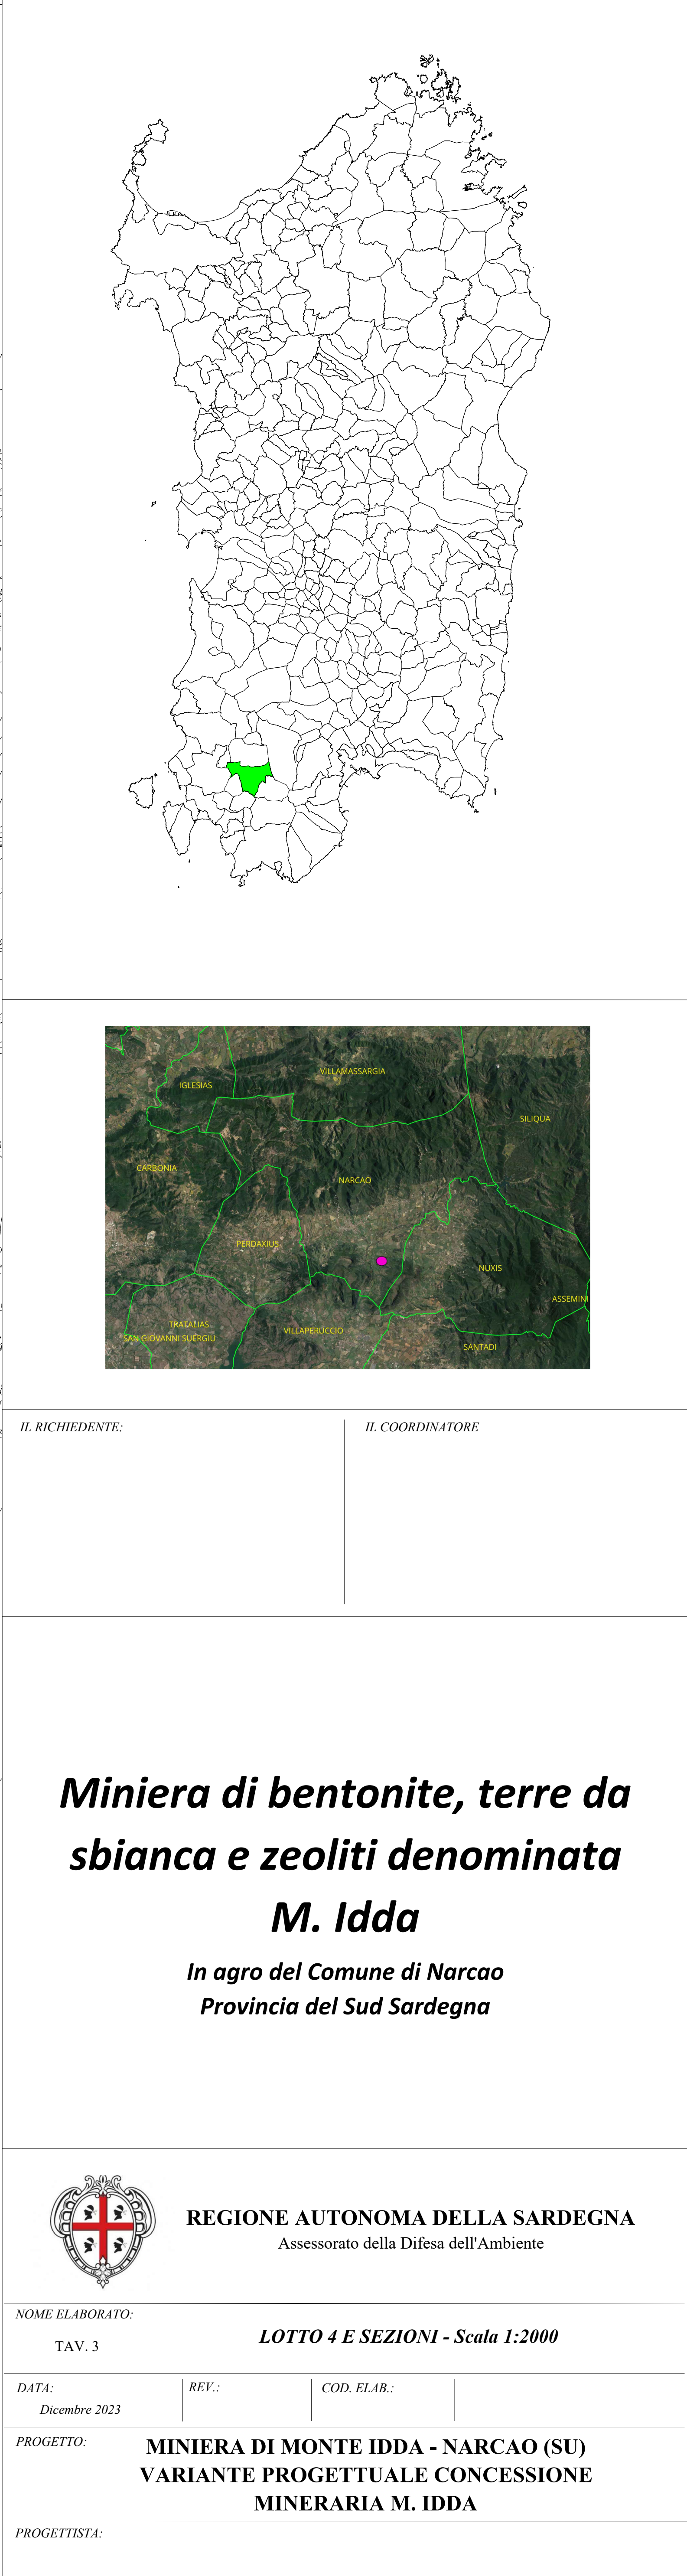 IGLESIAS
VILLAMASSARGIA
SILIQUA
CARBONIA
NARCAO
PERDAXIUS
NUXIS
ASSEMINI
TRATALIAS
VILLAPERUCCIO
SAN GIOVANNI SUERGIU
SANTADI
IL RICHIEDENTE:
IL COORDINATORE
Miniera di bentonite, terre da
sbianca e zeoliti denominata
M. Idda
In agro del Comune di Narcao
Provincia del Sud Sardegna
REGIONE AUTONOMA DELLA SARDEGNA
Assessorato della Difesa dell'Ambiente
NOME ELABORATO:
TAV. 3
LOTTO 4 E SEZIONI - Scala 1:2000
DATA:
Dicembre 2023
REV.:
COD. ELAB.:
PROGETTO:
MINIERA DI MONTE IDDA - NARCAO (SU)
VARIANTE PROGETTUALE CONCESSIONE
MINERARIA M. IDDA
PROGETTISTA: